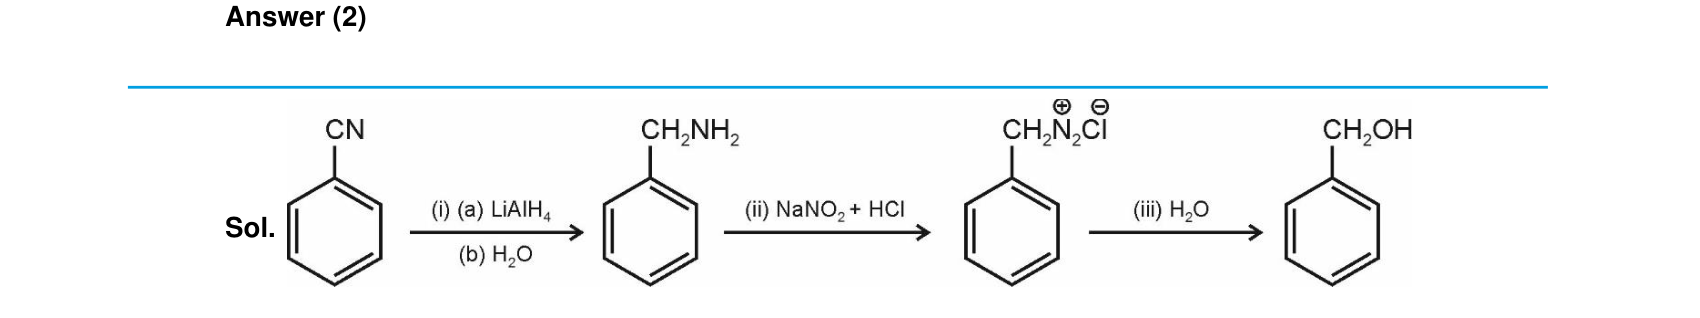 Answer (2)
CN CH₂NH₂ CH₂N₂Cl ⊕ ⊖ CH₂OH
Sol. (i) (a) LiAlH₄ (ii) NaNO₂ + HCl (iii) H₂O
(b) H₂O